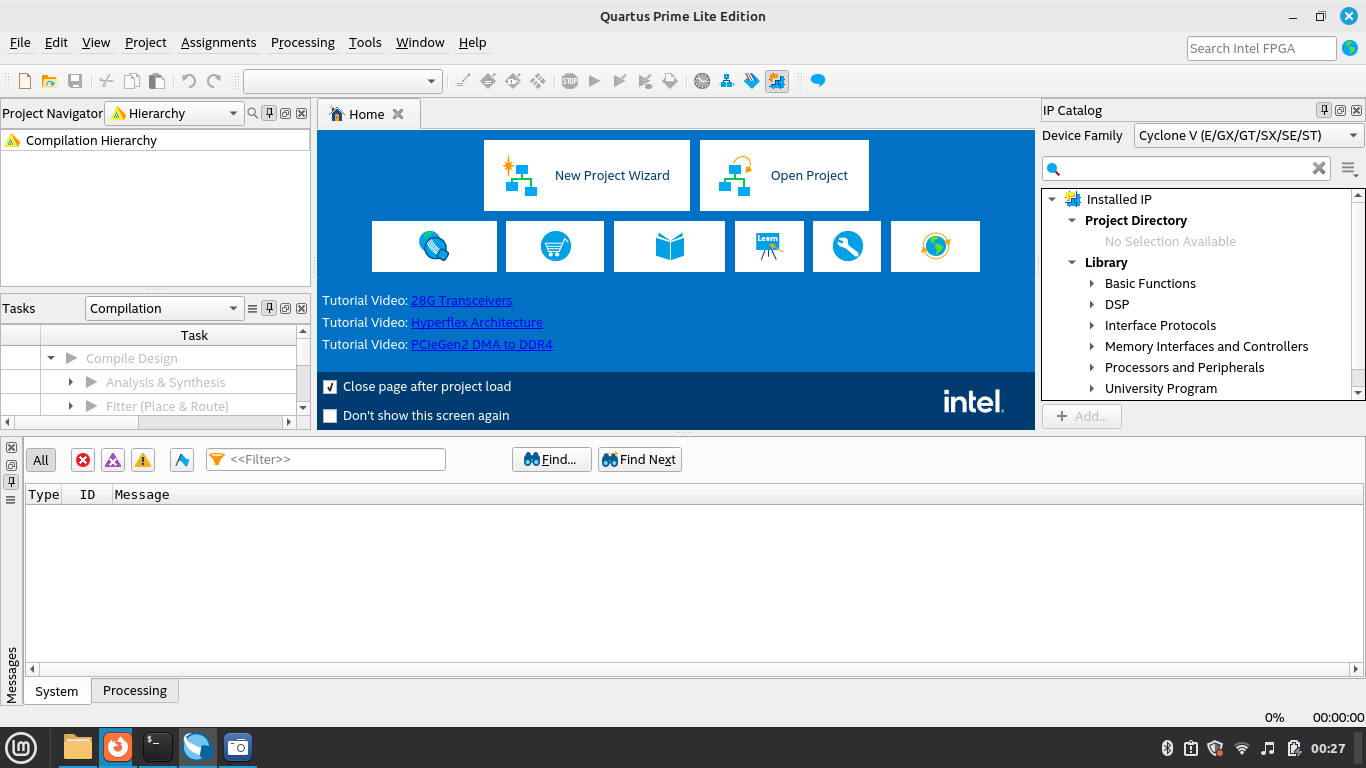 Quartus Prime Lite Edition
File Edit View Project Assignments Processing Tools Window Help
Search Intel FPGA
STOP
Project Navigator Hierarchy
Compilation Hierarchy
Tasks Compilation
Task
Compile Design
Analysis & Synthesis
Fitter (Place & Route)
Home
New Project Wizard
Open Project
Learn
Tutorial Video: 28G Transceivers
Tutorial Video: Hyperflex Architecture
Tutorial Video: PCIeGen2 DMA to DDR4
Close page after project load
Don't show this screen again
intel.
IP Catalog
Device Family Cyclone V (E/GX/GT/SX/SE/ST)
Installed IP
Project Directory
No Selection Available
Library
Basic Functions
DSP
Interface Protocols
Memory Interfaces and Controllers
Processors and Peripherals
University Program
Add...
All
<<Filter>>
Find...
Find Next
Type ID Message
Messages
System Processing
0% 00:00:00
00:27